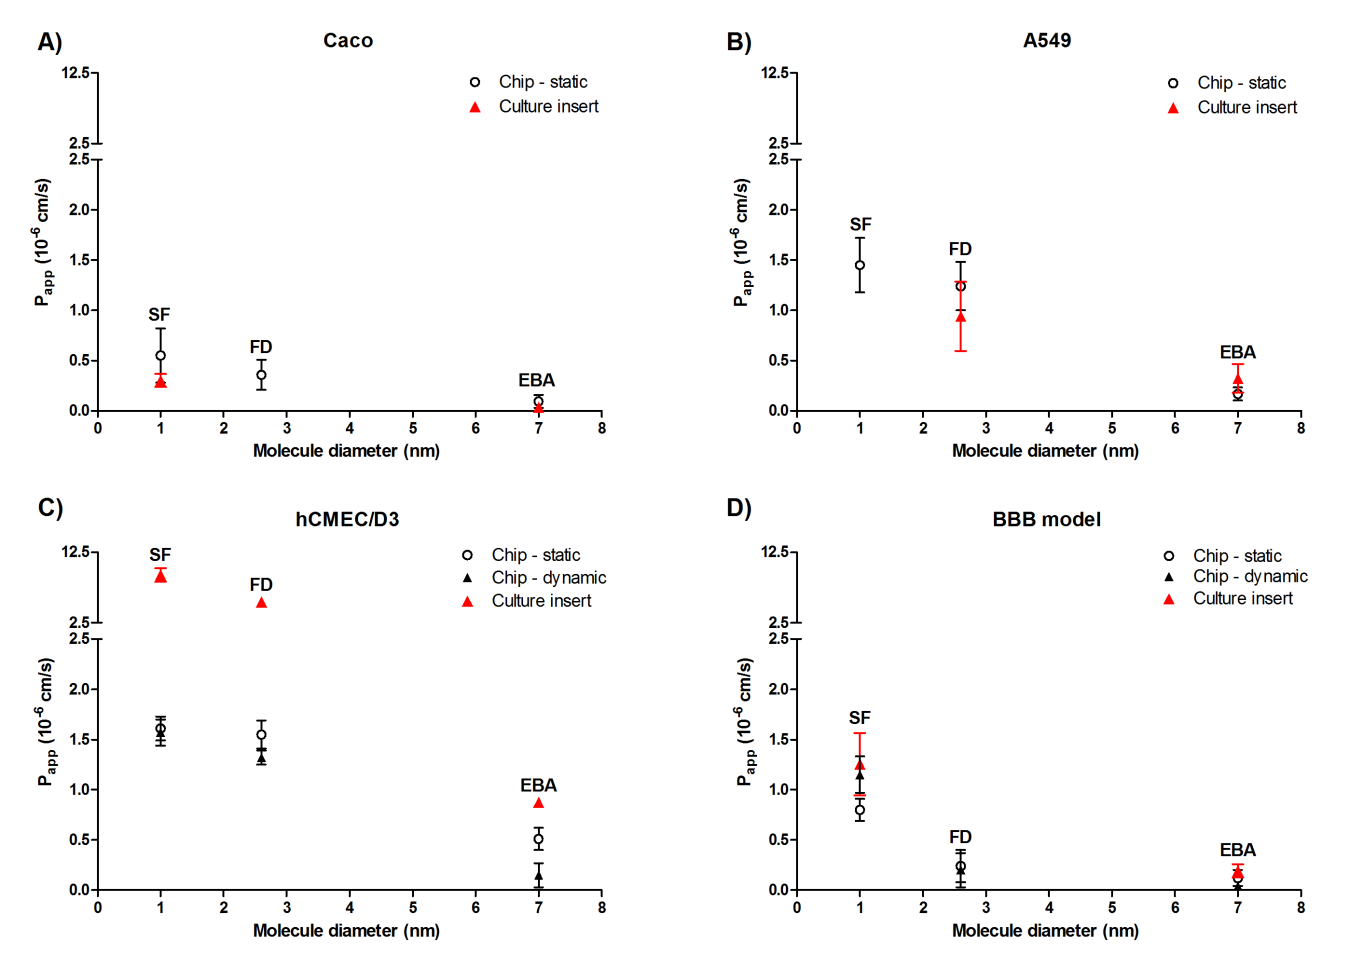 A)
Caco
Chip - static
Culture insert
12.5
2.5
2.5
2.0
1.5
1.0
0.5
0.0
P_app (10^-6 cm/s)
SF
FD
EBA
0 1 2 3 4 5 6 7 8
Molecule diameter (nm)
B)
A549
Chip - static
Culture insert
12.5
2.5
2.5
2.0
1.5
1.0
0.5
0.0
P_app (10^-6 cm/s)
SF
FD
EBA
0 1 2 3 4 5 6 7 8
Molecule diameter (nm)
C)
hCMEC/D3
Chip - static
Chip - dynamic
Culture insert
12.5
2.5
2.5
2.0
1.5
1.0
0.5
0.0
P_app (10^-6 cm/s)
SF
FD
EBA
0 1 2 3 4 5 6 7 8
Molecule diameter (nm)
D)
BBB model
Chip - static
Chip - dynamic
Culture insert
12.5
2.5
2.5
2.0
1.5
1.0
0.5
0.0
P_app (10^-6 cm/s)
SF
FD
EBA
0 1 2 3 4 5 6 7 8
Molecule diameter (nm)